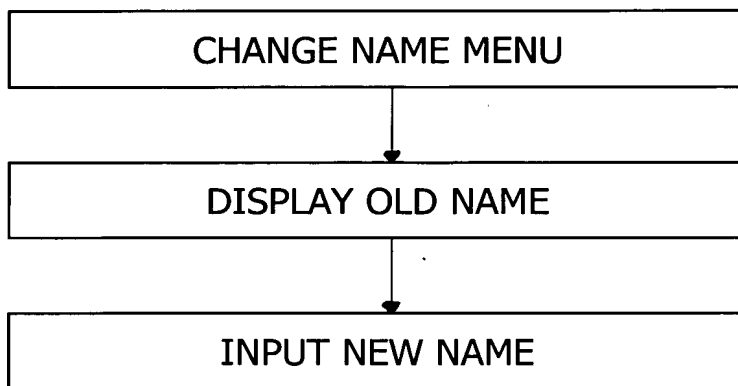 CHANGE NAME MENU
DISPLAY OLD NAME
INPUT NEW NAME